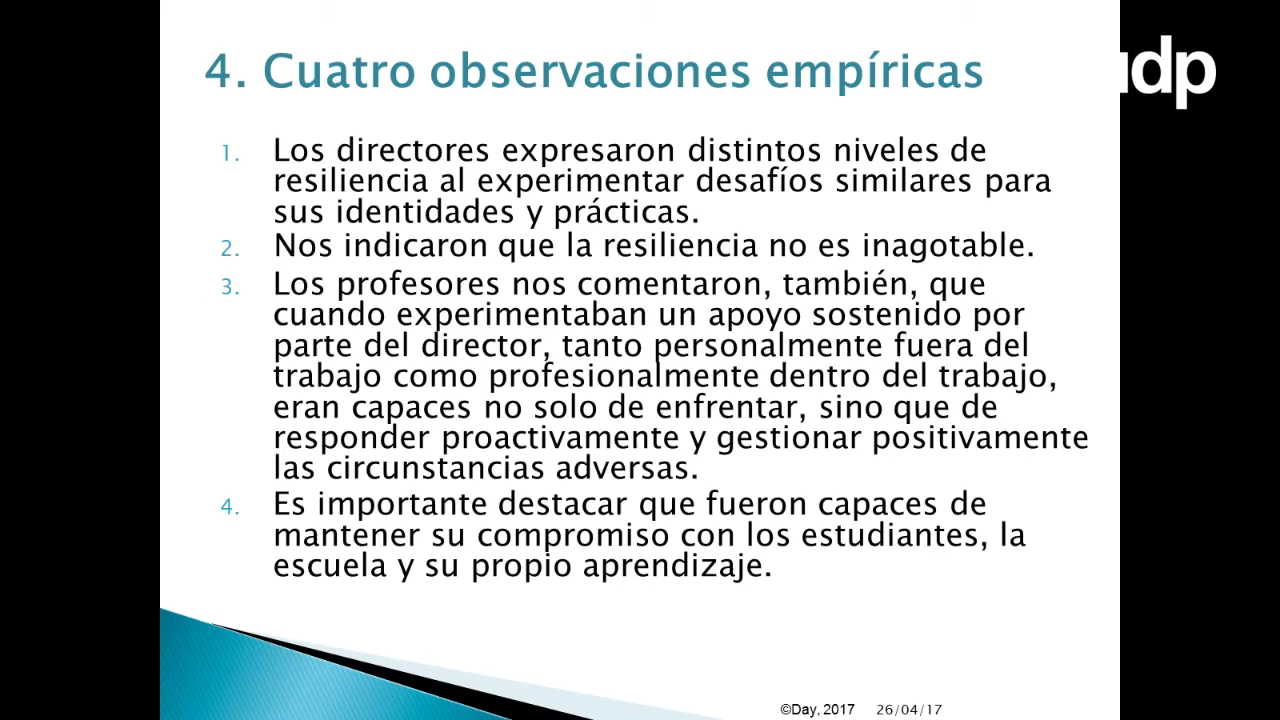 4. Cuatro observaciones empíricas
udp
1. Los directores expresaron distintos niveles de
resiliencia al experimentar desafíos similares para
sus identidades y prácticas.
2. Nos indicaron que la resiliencia no es inagotable.
3. Los profesores nos comentaron, también, que
cuando experimentaban un apoyo sostenido por
parte del director, tanto personalmente fuera del
trabajo como profesionalmente dentro del trabajo,
eran capaces no solo de enfrentar, sino que de
responder proactivamente y gestionar positivamente
las circunstancias adversas.
4. Es importante destacar que fueron capaces de
mantener su compromiso con los estudiantes, la
escuela y su propio aprendizaje.
©Day, 2017 26/04/17